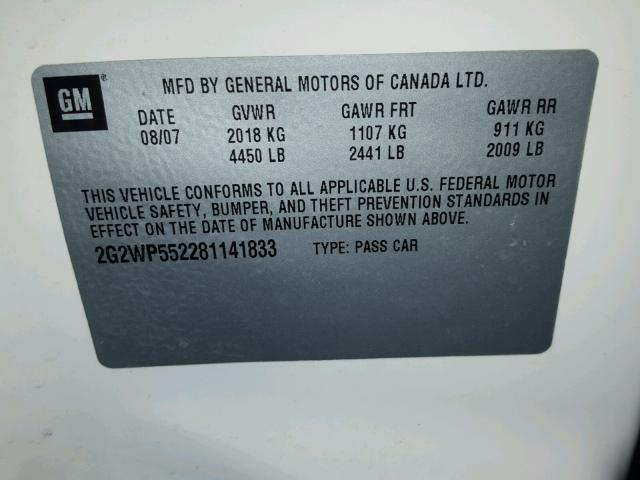 MFD BY GENERAL MOTORS OF CANADA LTD.
GM®
DATE GVWR GAWR FRT GAWR RR
08/07 2018 KG 1107 KG 911 KG
4450 LB 2441 LB 2009 LB
THIS VEHICLE CONFORMS TO ALL APPLICABLE U.S. FEDERAL MOTOR
VEHICLE SAFETY, BUMPER, AND THEFT PREVENTION STANDARDS IN
EFFECT ON THE DATE OF MANUFACTURE SHOWN ABOVE.
2G2WP552281141833 TYPE: PASS CAR